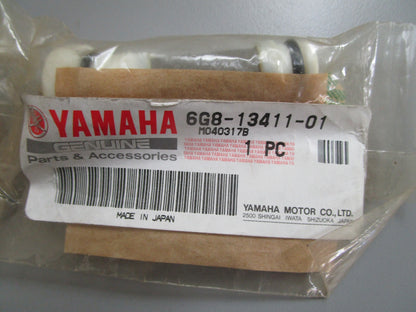 YAMAHA
GENUINE
Parts & Accessories
6G8-13411-01
M040317B
1 PC
MADE IN JAPAN
YAMAHA MOTOR CO., LTD.
2500 SHINGAI IWATA SHIZUOKA JAPAN